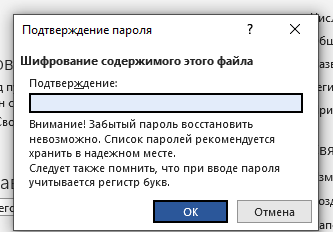 Подтверждение пароля
?
Шифрование содержимого этого файла
Подтверждение:
Внимание! Забытый пароль восстановить
невозможно. Список паролей рекомендуется
хранить в надежном месте.
Следует также помнить, что при вводе пароля
учитывается регистр букв.
ОК
Отмена